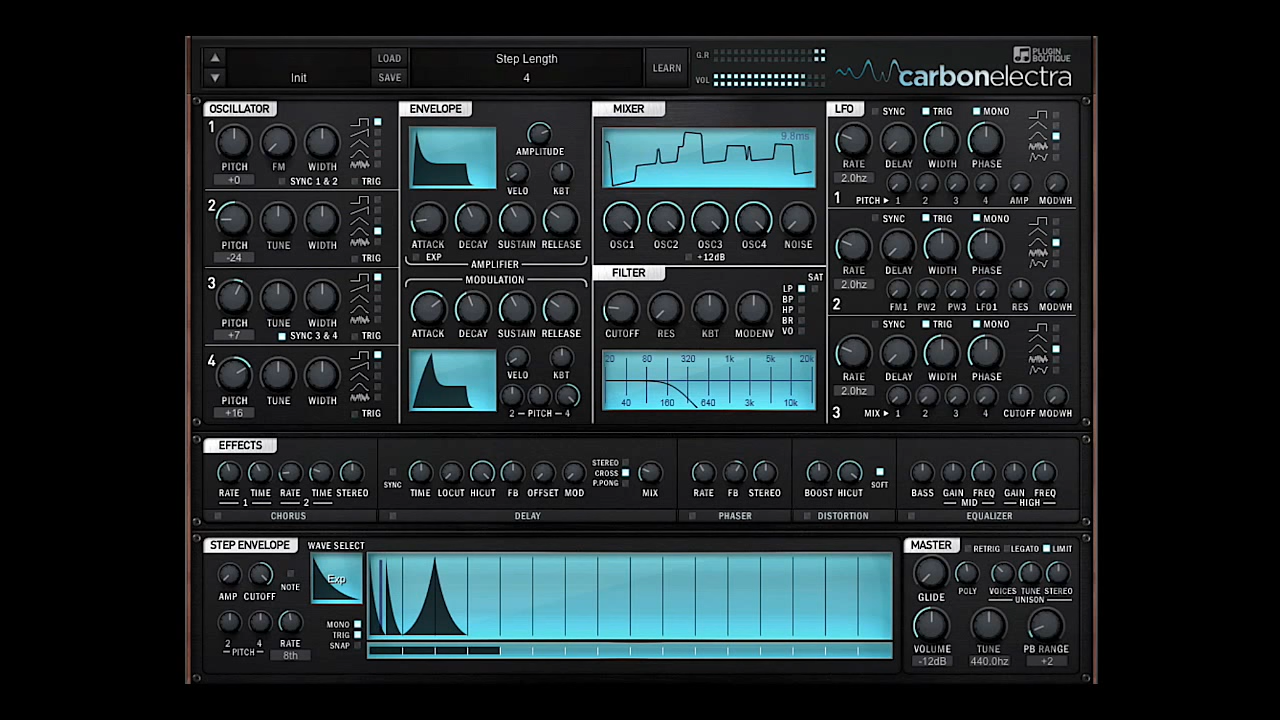 LOAD
Step Length
G.R
PLUGIN
BOUTIQUE
Init
SAVE
4
LEARN
VOL
carbonelectra
OSCILLATOR
1
PITCH FM WIDTH
+0
SYNC 1 & 2 TRIG
2
PITCH TUNE WIDTH
-24
TRIG
3
PITCH TUNE WIDTH
+7
SYNC 3 & 4 TRIG
4
PITCH TUNE WIDTH
+16
TRIG
ENVELOPE
AMPLITUDE
VELO KBT
ATTACK DECAY SUSTAIN RELEASE
EXP
AMPLIFIER
MODULATION
ATTACK DECAY SUSTAIN RELEASE
VELO KBT
2 PITCH 4
MIXER
9.8ms
OSC1 OSC2 OSC3 OSC4 NOISE
+12dB
FILTER
SAT
LP
BP
HP
BR
VO
CUTOFF RES KBT MODENV
20 80 320 1k 5k 20k
40 160 640 3k 10k
LFO
SYNC TRIG MONO
RATE DELAY WIDTH PHASE
2.0hz
1 PITCH 1 2 3 4 AMP MODWH
SYNC TRIG MONO
RATE DELAY WIDTH PHASE
2.0hz
2 FM1 PW2 PW3 LFO1 RES MODWH
SYNC TRIG MONO
RATE DELAY WIDTH PHASE
2.0hz
3 MIX 1 2 3 4 CUTOFF MODWH
EFFECTS
RATE TIME RATE TIME STEREO
1 2
CHORUS
SYNC TIME LOCUT HICUT FB OFFSET MOD
STEREO
CROSS
P.PONG
MIX
DELAY
RATE FB STEREO
PHASER
BOOST HICUT SOFT
DISTORTION
BASS GAIN FREQ GAIN FREQ
MID HIGH
EQUALIZER
STEP ENVELOPE
WAVE SELECT
Exp
AMP CUTOFF NOTE
2 4 RATE
PITCH 8th
MONO
TRIG
SNAP
MASTER
RETRIG LEGATO LIMIT
GLIDE POLY VOICES TUNE STEREO
UNISON
VOLUME TUNE PB RANGE
-12dB 440.0hz +2